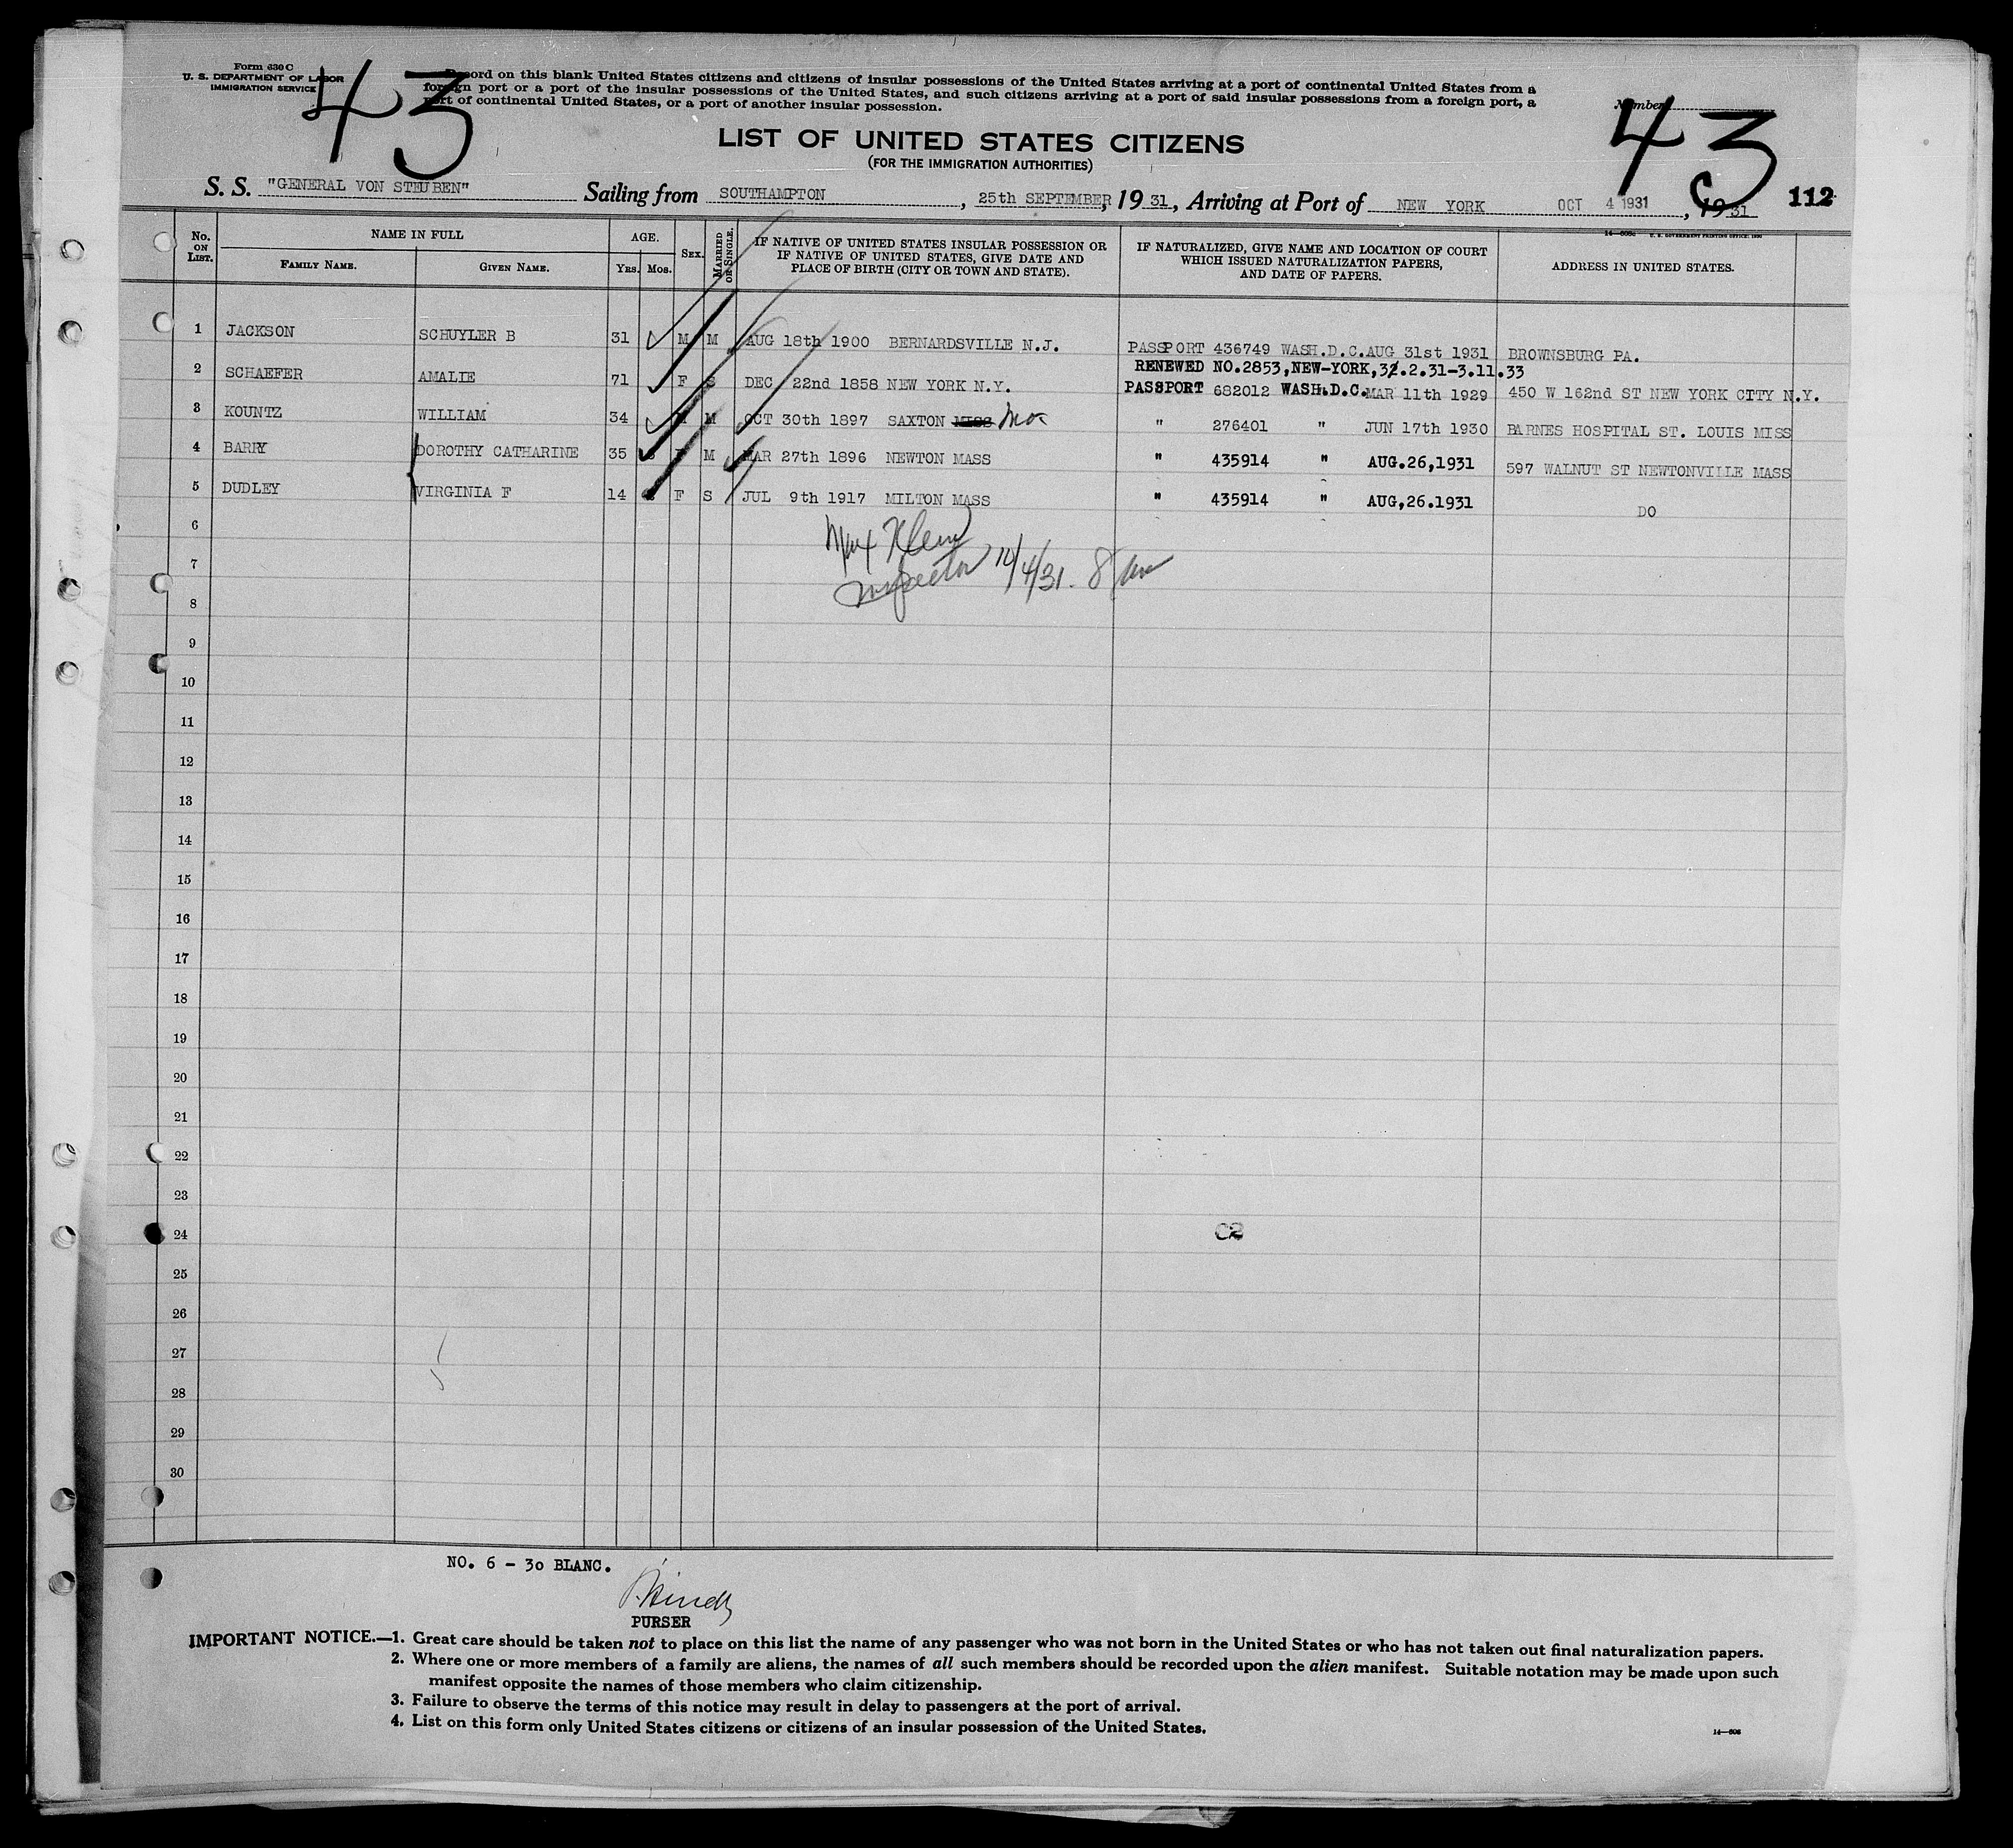 Form 630 C
U. S. DEPARTMENT OF LABOR
IMMIGRATION SERVICE
43
Record on this blank United States citizens and citizens of insular possessions of the United States arriving at a port of continental United States from a
foreign port or a port of the insular possessions of the United States, and such citizens arriving at a port of said insular possessions from a foreign port, a
port of continental United States, or a port of another insular possession.
Number
43
LIST OF UNITED STATES CITIZENS
(FOR THE IMMIGRATION AUTHORITIES)
S. S. "GENERAL VON STEUBEN" Sailing from SOUTHAMPTON, 25th SEPTEMBER, 19 31, Arriving at Port of NEW YORK OCT 4 1931, 19 31 112
U. S. GOVERNMENT PRINTING OFFICE: 1930
No. ON LIST. NAME IN FULL FAMILY NAME. GIVEN NAME. AGE. YRS. MOS. SEX. MARRIED OR SINGLE. IF NATIVE OF UNITED STATES INSULAR POSSESSION OR IF NATIVE OF UNITED STATES, GIVE DATE AND PLACE OF BIRTH (CITY OR TOWN AND STATE). IF NATURALIZED, GIVE NAME AND LOCATION OF COURT WHICH ISSUED NATURALIZATION PAPERS, AND DATE OF PAPERS. ADDRESS IN UNITED STATES.
1 JACKSON SCHUYLER B 31 M M AUG 18th 1900 BERNARDSVILLE N.J. PASSPORT 436749 WASH.D.C.AUG 31st 1931 BROWNSBURG PA.
RENEWED NO.2853,NEW-YORK,32.2.31-3.11.33
2 SCHAEFER AMALIE 71 F S DEC 22nd 1858 NEW YORK N.Y. PASSPORT 682012 WASH.D.C.MAR 11th 1929 450 W 162nd ST NEW YORK CITY N.Y.
3 KOUNTZ WILLIAM 34 M M OCT 30th 1897 SAXTON MISS Mo. " 276401 " JUN 17th 1930 BARNES HOSPITAL ST. LOUIS MISS
4 BARRY DOROTHY CATHARINE 35 F M MAR 27th 1896 NEWTON MASS " 435914 " AUG.26,1931 597 WALNUT ST NEWTONVILLE MASS
5 DUDLEY VIRGINIA F 14 F S JUL 9th 1917 MILTON MASS " 435914 " AUG,26.1931 DO
6
Max Klein
7
Inspector 10/4/31. 8 am
8
9
10
11
12
13
14
15
16
17
18
19
20
21
22
23
24 C2
25
26
27
28
29
30
NO. 6 - 30 BLANC.
PURSER
IMPORTANT NOTICE.—1. Great care should be taken not to place on this list the name of any passenger who was not born in the United States or who has not taken out final naturalization papers.
2. Where one or more members of a family are aliens, the names of all such members should be recorded upon the alien manifest. Suitable notation may be made upon such
manifest opposite the names of those members who claim citizenship.
3. Failure to observe the terms of this notice may result in delay to passengers at the port of arrival.
4. List on this form only United States citizens or citizens of an insular possession of the United States.